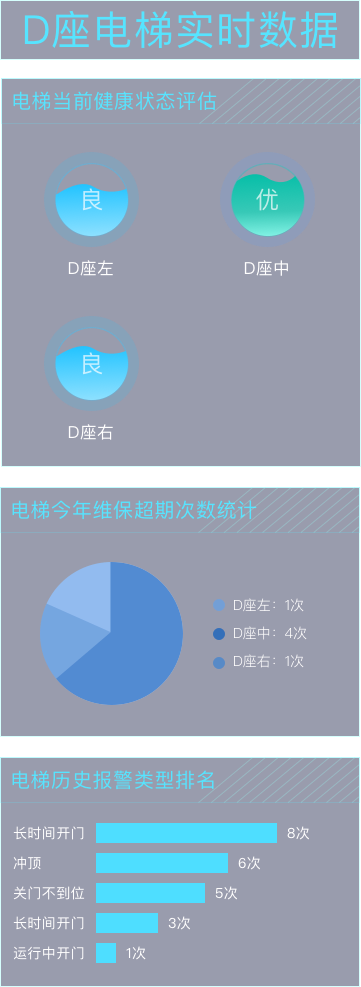 D座电梯实时数据
电梯当前健康状态评估
良
优
D座左
D座中
良
D座右
电梯今年维保超期次数统计
D座左：1次
D座中：4次
D座右：1次
电梯历史报警类型排名
长时间开门 8次
冲顶 6次
关门不到位 5次
长时间开门 3次
运行中开门 1次